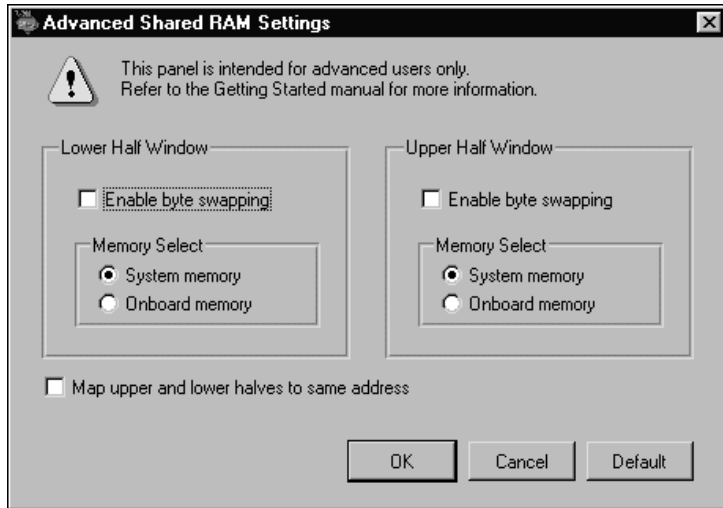 Advanced Shared RAM Settings
This panel is intended for advanced users only.
Refer to the Getting Started manual for more information.
Lower Half Window
Enable byte swapping
Memory Select
System memory
Onboard memory
Upper Half Window
Enable byte swapping
Memory Select
System memory
Onboard memory
Map upper and lower halves to same address
OK
Cancel
Default